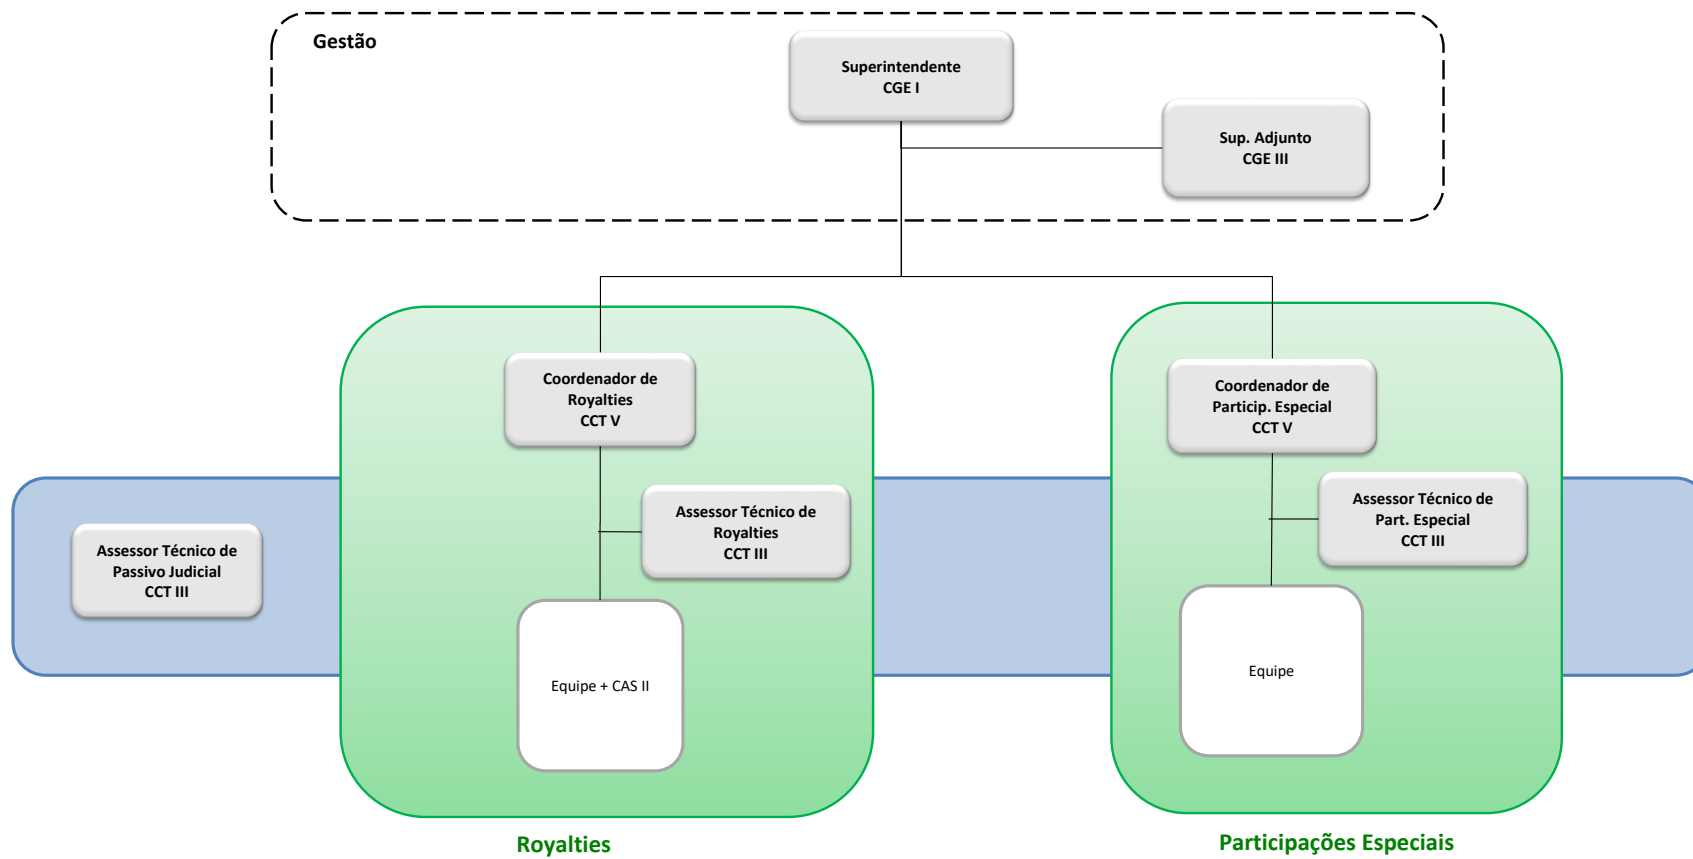 Gestão
Superintendente
CGE I
Sup. Adjunto
CGE III
Coordenador de
Royalties
CCT V
Coordenador de
Particip. Especial
CCT V
Assessor Técnico de
Royalties
CCT III
Assessor Técnico de
Part. Especial
CCT III
Assessor Técnico de
Passivo Judicial
CCT III
Equipe + CAS II
Equipe
Royalties
Participações Especiais